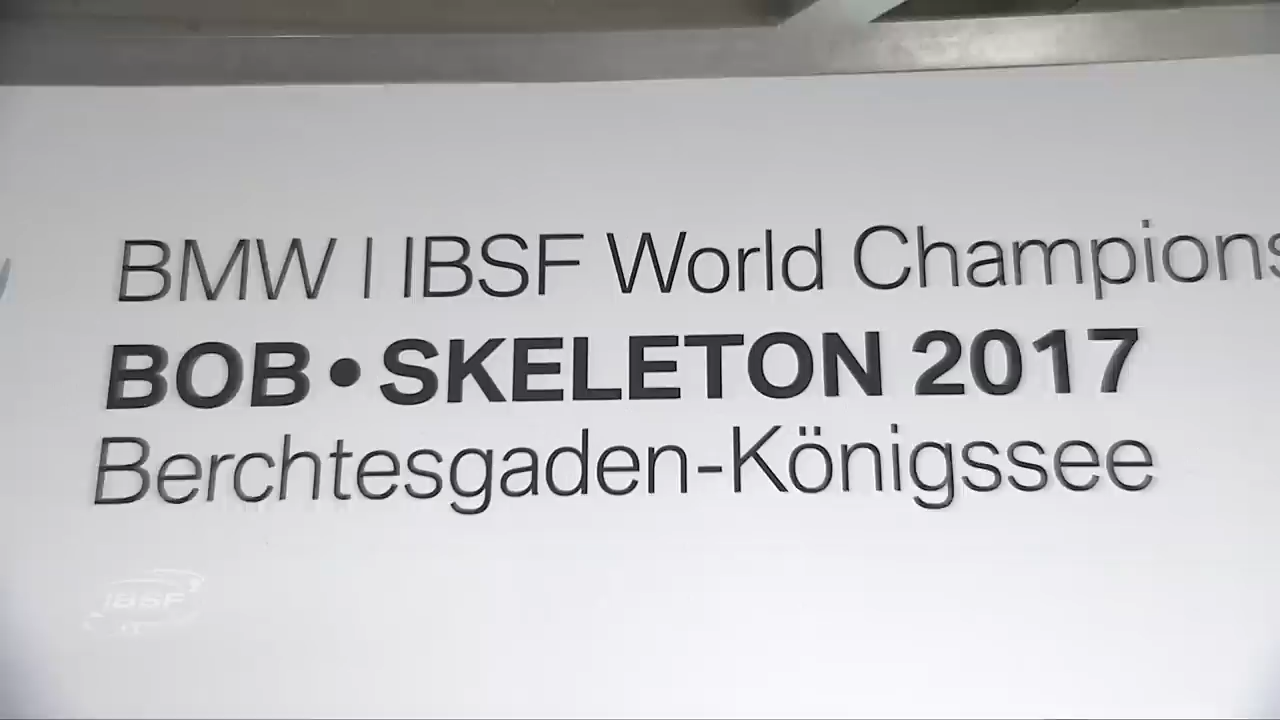 BMW | IBSF World Champions
BOB • SKELETON 2017
Berchtesgaden-Königssee
IBSF